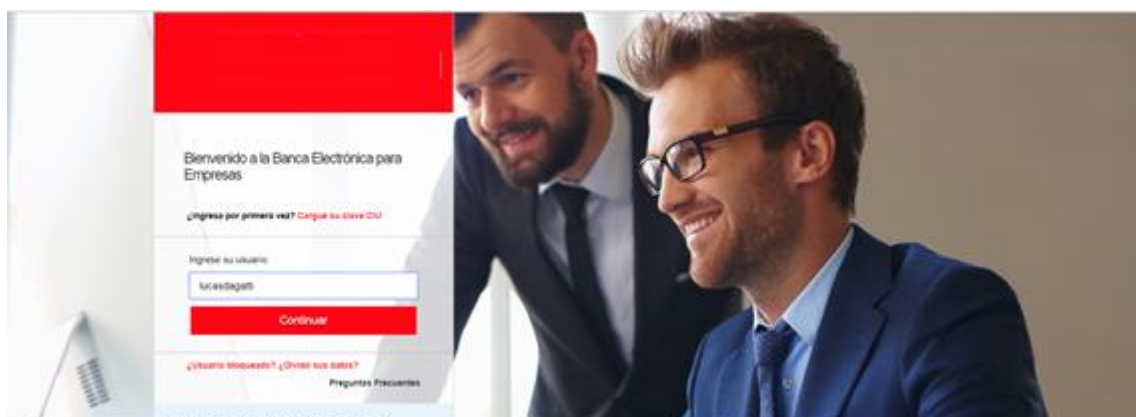 Bienvenido a la Banca Electrónica para
Empresas
¿Ingresa por primera vez? Cargue su clave CIU
Ingrese su usuario
lucasdagatti
Continuar
¿Usuario bloqueado? ¿Olvidó sus datos?
Preguntas Frecuentes